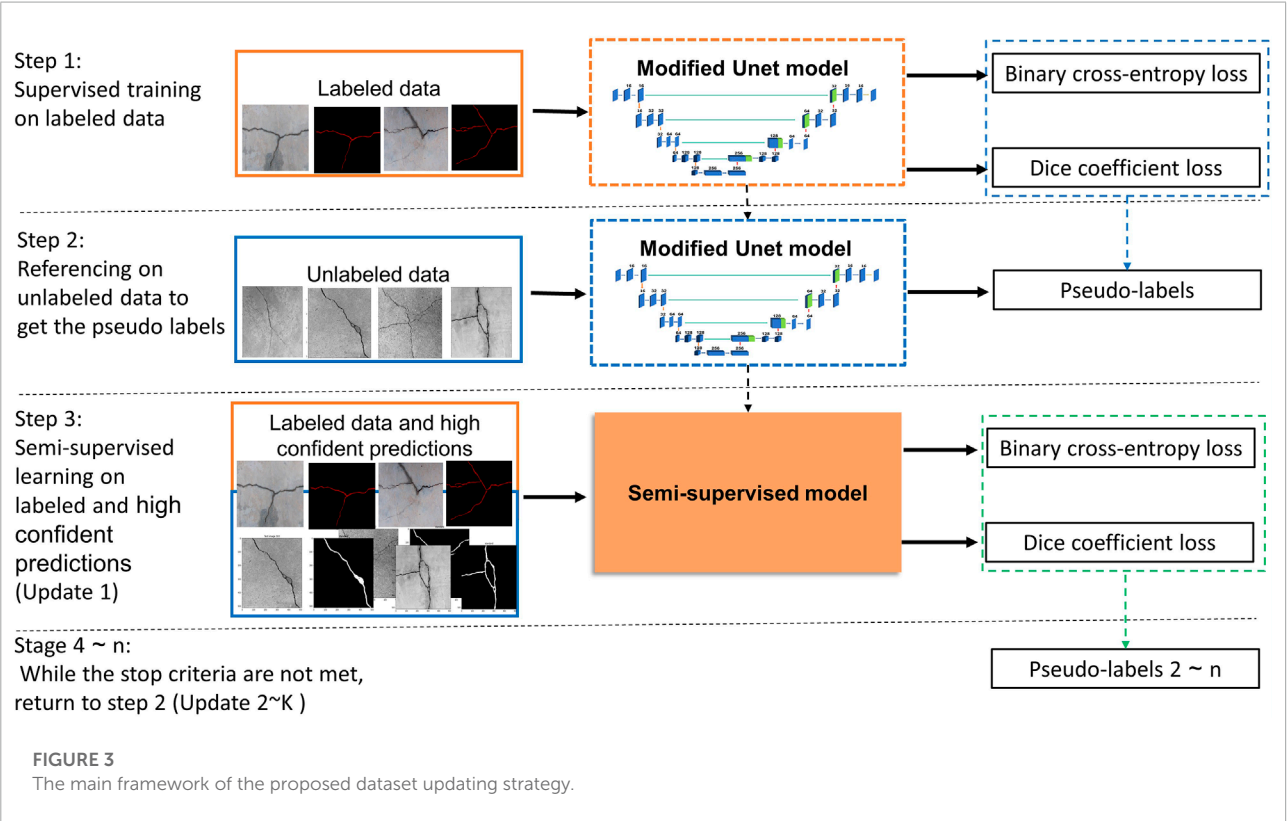 Step 1:
Supervised training
on labeled data
Labeled data
Modified Unet model
Binary cross-entropy loss
Dice coefficient loss
Step 2:
Referencing on
unlabeled data to
get the pseudo labels
Unlabeled data
Modified Unet model
Pseudo-labels
Step 3:
Semi-supervised
learning on
labeled and high
confident
predictions
(Update 1)
Labeled data and high
confident predictions
Semi-supervised model
Binary cross-entropy loss
Dice coefficient loss
Stage 4 ~ n:
While the stop criteria are not met,
return to step 2 (Update 2~K )
Pseudo-labels 2 ~ n
FIGURE 3
The main framework of the proposed dataset updating strategy.